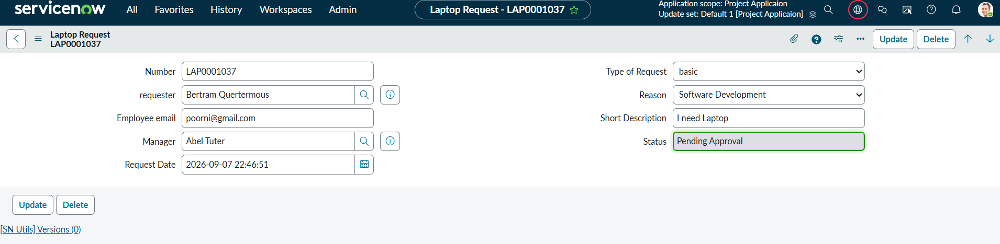 servicenow
All Favorites History Workspaces Admin
Laptop Request - LAP0001037
Application scope: Project Applicaion
Update set: Default 1 [Project Applicaion]
Laptop Request
LAP0001037
Update Delete
Number LAP0001037
requester Bertram Quertermous
Employee email poorni@gmail.com
Manager Abel Tuter
Request Date 2026-09-07 22:46:51
Type of Request basic
Reason Software Development
Short Description I need Laptop
Status Pending Approval
Update Delete
[SN Utils] Versions (0)